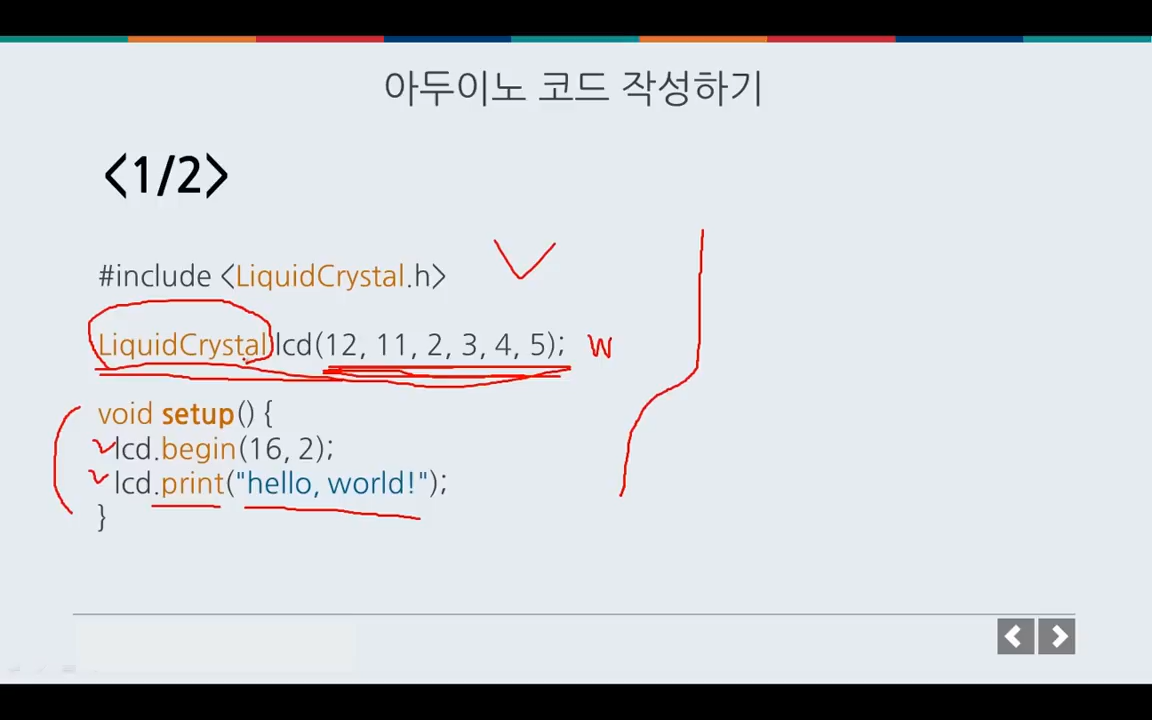 아두이노 코드 작성하기
<1/2>
#include <LiquidCrystal.h>
LiquidCrystal lcd(12, 11, 2, 3, 4, 5);
void setup() {
lcd.begin(16, 2);
lcd.print("hello, world!");
}